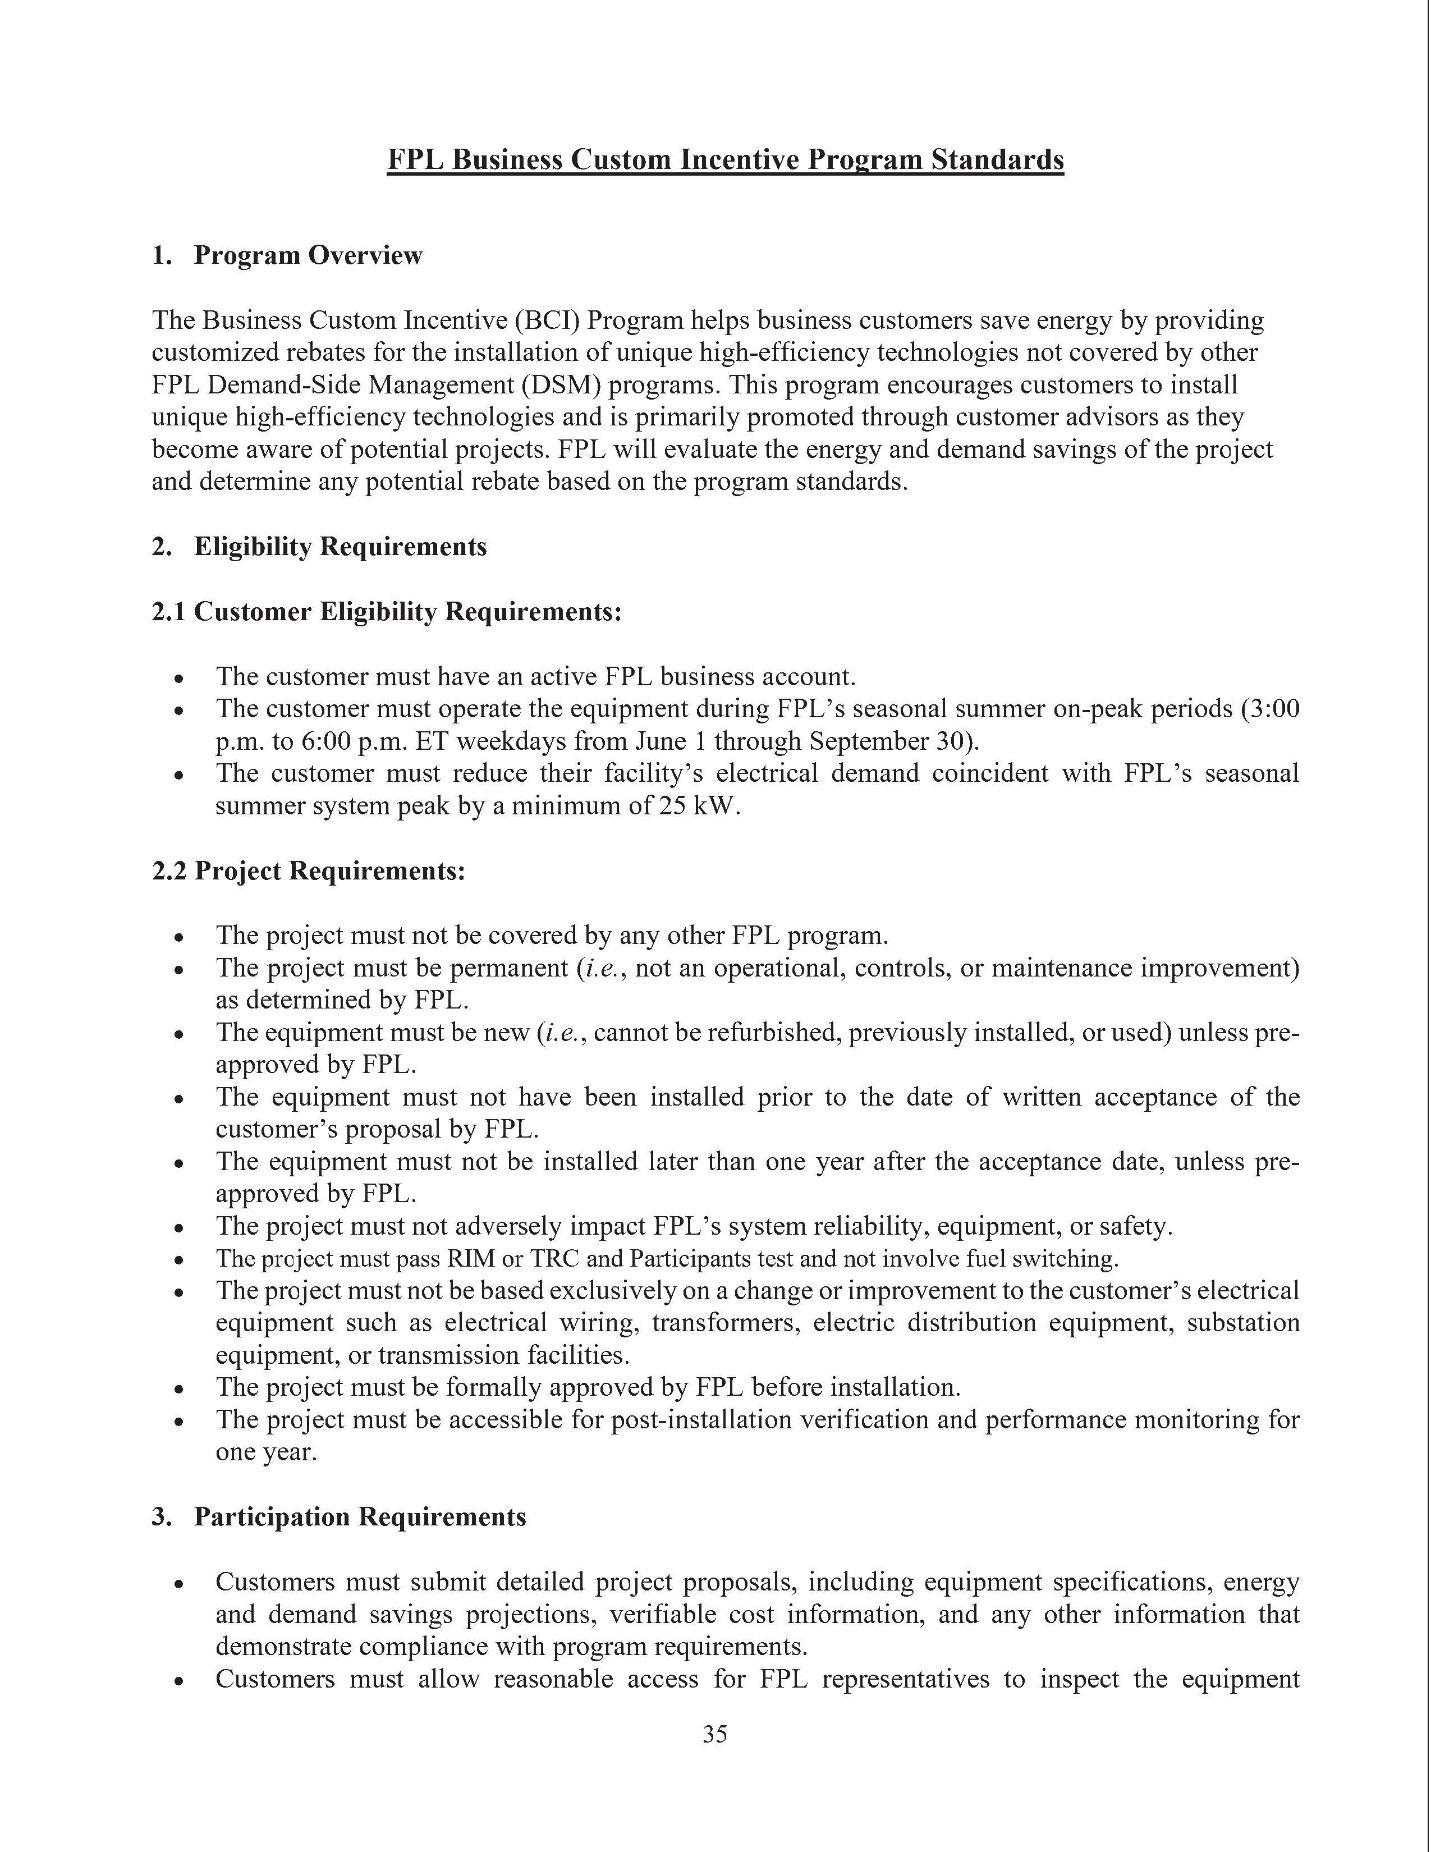 FPL Business Custom Incentive Program Standards
1. Program Overview
The Business Custom Incentive (BCI) Program helps business customers save energy by providing
customized rebates for the installation of unique high-efficiency technologies not covered by other
FPL Demand-Side Management (DSM) programs. This program encourages customers to install
unique high-efficiency technologies and is primarily promoted through customer advisors as they
become aware of potential projects. FPL will evaluate the energy and demand savings of the project
and determine any potential rebate based on the program standards.
2. Eligibility Requirements
2.1 Customer Eligibility Requirements:
• The customer must have an active FPL business account.
• The customer must operate the equipment during FPL’s seasonal summer on-peak periods (3:00
p.m. to 6:00 p.m. ET weekdays from June 1 through September 30).
• The customer must reduce their facility’s electrical demand coincident with FPL’s seasonal
summer system peak by a minimum of 25 kW.
2.2 Project Requirements:
• The project must not be covered by any other FPL program.
• The project must be permanent (i.e., not an operational, controls, or maintenance improvement)
as determined by FPL.
• The equipment must be new (i.e., cannot be refurbished, previously installed, or used) unless pre-
approved by FPL.
• The equipment must not have been installed prior to the date of written acceptance of the
customer’s proposal by FPL.
• The equipment must not be installed later than one year after the acceptance date, unless pre-
approved by FPL.
• The project must not adversely impact FPL’s system reliability, equipment, or safety.
• The project must pass RIM or TRC and Participants test and not involve fuel switching.
• The project must not be based exclusively on a change or improvement to the customer’s electrical
equipment such as electrical wiring, transformers, electric distribution equipment, substation
equipment, or transmission facilities.
• The project must be formally approved by FPL before installation.
• The project must be accessible for post-installation verification and performance monitoring for
one year.
3. Participation Requirements
• Customers must submit detailed project proposals, including equipment specifications, energy
and demand savings projections, verifiable cost information, and any other information that
demonstrate compliance with program requirements.
• Customers must allow reasonable access for FPL representatives to inspect the equipment
35